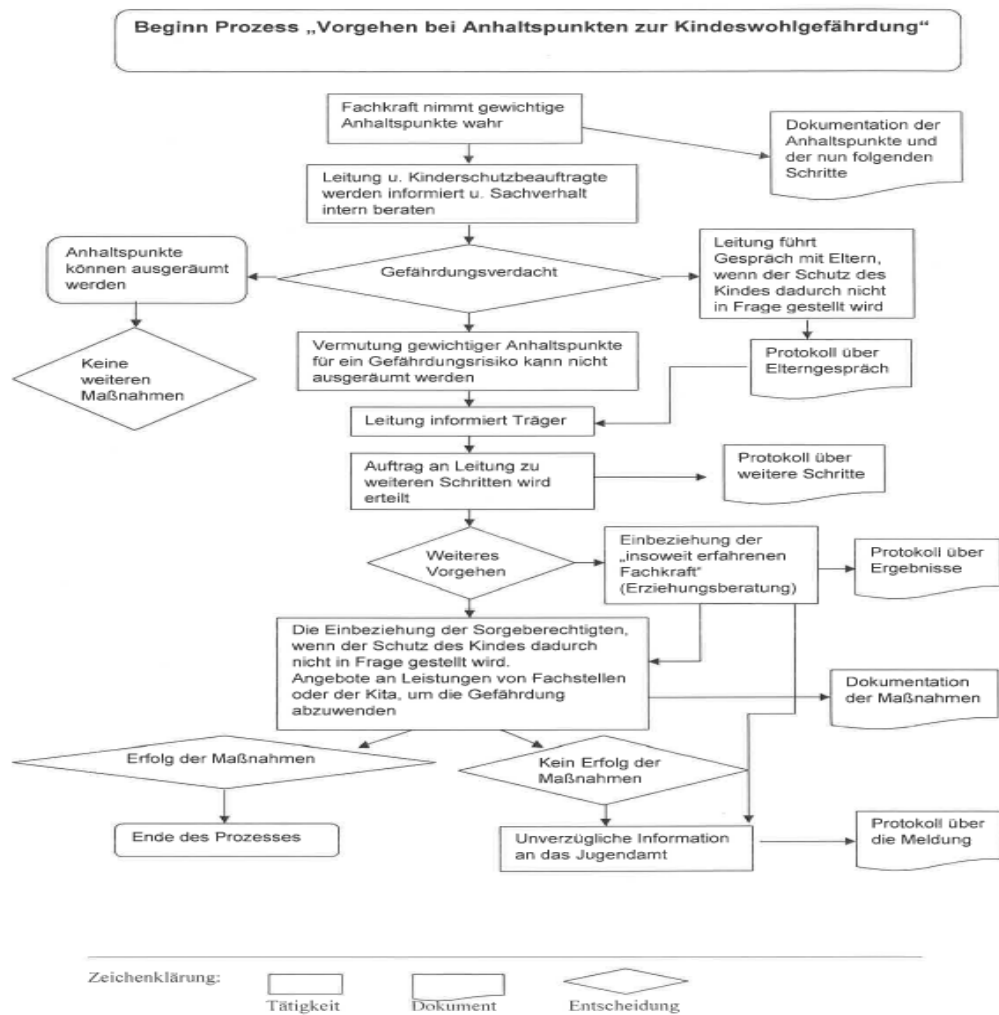 Beginn Prozess „Vorgehen bei Anhaltspunkten zur Kindeswohlgefährdung“
Fachkraft nimmt gewichtige
Anhaltspunkte wahr
Dokumentation der
Anhaltspunkte und
der nun folgenden
Schritte
Leitung u. Kinderschutzbeauftragte
werden informiert u. Sachverhalt
intern beraten
Anhaltspunkte
können ausgeräumt
werden
Gefährdungsverdacht
Leitung führt
Gespräch mit Eltern,
wenn der Schutz des
Kindes dadurch nicht
in Frage gestellt wird
Keine
weiteren
Maßnahmen
Vermutung gewichtiger Anhaltspunkte
für ein Gefährdungsrisiko kann nicht
ausgeräumt werden
Protokoll über
Elterngespräch
Leitung informiert Träger
Auftrag an Leitung zu
weiteren Schritten wird
erteilt
Protokoll über
weitere Schritte
Weiteres
Vorgehen
Einbeziehung der
„insoweit erfahrenen
Fachkraft“
(Erziehungsberatung)
Protokoll über
Ergebnisse
Die Einbeziehung der Sorgeberechtigten,
wenn der Schutz des Kindes dadurch
nicht in Frage gestellt wird.
Angebote an Leistungen von Fachstellen
oder der Kita, um die Gefährdung
abzuwenden
Dokumentation
der Maßnahmen
Erfolg der Maßnahmen
Kein Erfolg der
Maßnahmen
Ende des Prozesses
Unverzügliche Information
an das Jugendamt
Protokoll über
die Meldung
Zeichenklärung:
Tätigkeit
Dokument
Entscheidung